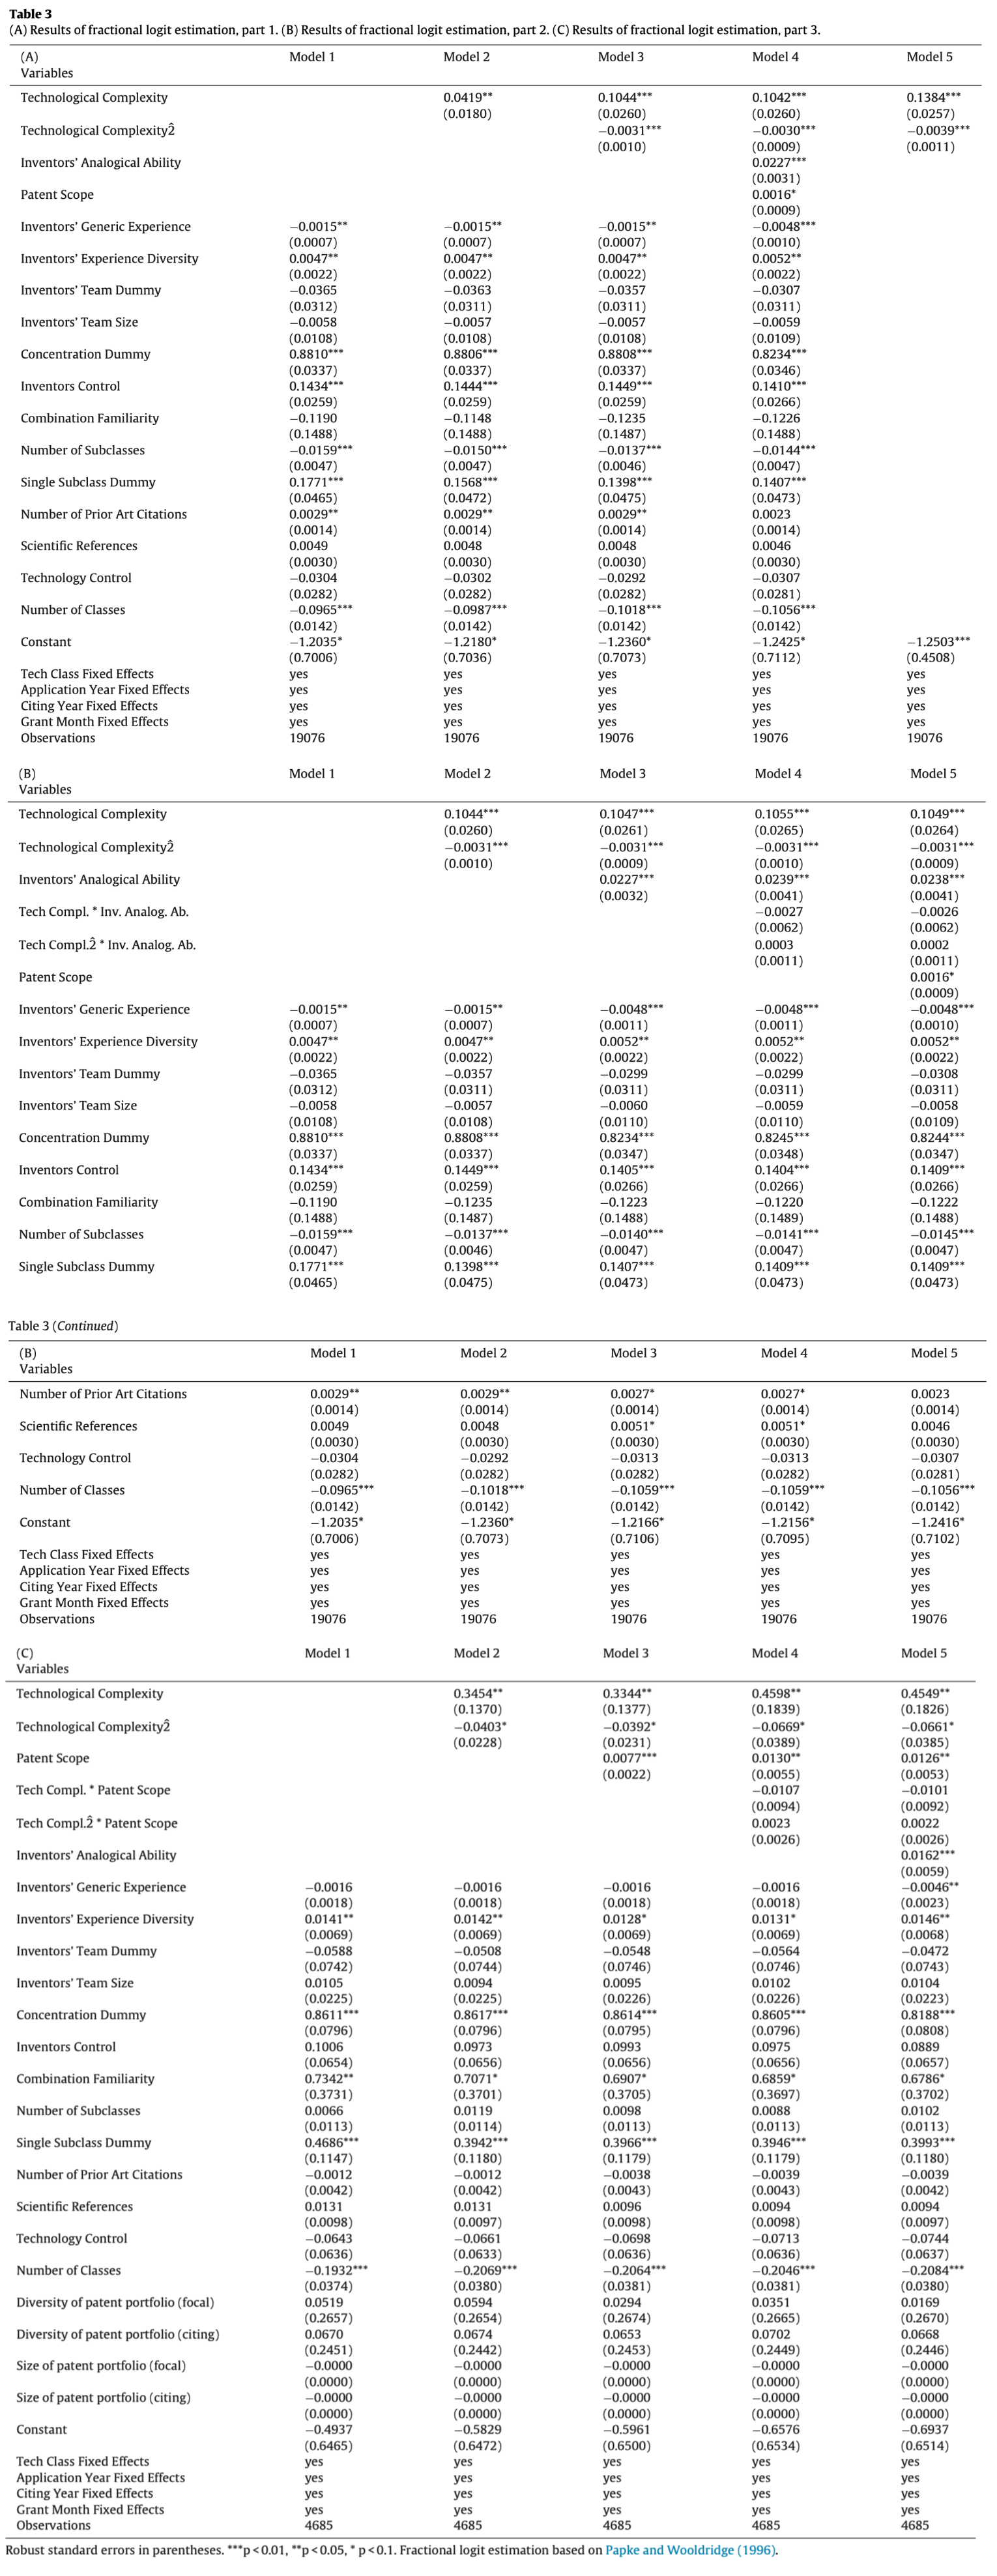 Table 3
(A) Results of fractional logit estimation, part 1. (B) Results of fractional logit estimation, part 2. (C) Results of fractional logit estimation, part 3.
(A) Model 1 Model 2 Model 3 Model 4 Model 5
Variables
Technological Complexity 0.0419** 0.1044*** 0.1042*** 0.1384***
(0.0180) (0.0260) (0.0260) (0.0257)
Technological Complexity2̂ −0.0031*** −0.0030*** −0.0039***
(0.0010) (0.0009) (0.0011)
Inventors' Analogical Ability 0.0227***
(0.0031)
Patent Scope 0.0016*
(0.0009)
Inventors' Generic Experience −0.0015** −0.0015** −0.0015** −0.0048***
(0.0007) (0.0007) (0.0007) (0.0010)
Inventors' Experience Diversity 0.0047** 0.0047** 0.0047** 0.0052**
(0.0022) (0.0022) (0.0022) (0.0022)
Inventors' Team Dummy −0.0365 −0.0363 −0.0357 −0.0307
(0.0312) (0.0311) (0.0311) (0.0311)
Inventors' Team Size −0.0058 −0.0057 −0.0057 −0.0059
(0.0108) (0.0108) (0.0108) (0.0109)
Concentration Dummy 0.8810*** 0.8806*** 0.8808*** 0.8234***
(0.0337) (0.0337) (0.0337) (0.0346)
Inventors Control 0.1434*** 0.1444*** 0.1449*** 0.1410***
(0.0259) (0.0259) (0.0259) (0.0266)
Combination Familiarity −0.1190 −0.1148 −0.1235 −0.1226
(0.1488) (0.1488) (0.1487) (0.1488)
Number of Subclasses −0.0159*** −0.0150*** −0.0137*** −0.0144***
(0.0047) (0.0047) (0.0046) (0.0047)
Single Subclass Dummy 0.1771*** 0.1568*** 0.1398*** 0.1407***
(0.0465) (0.0472) (0.0475) (0.0473)
Number of Prior Art Citations 0.0029** 0.0029** 0.0029** 0.0023
(0.0014) (0.0014) (0.0014) (0.0014)
Scientific References 0.0049 0.0048 0.0048 0.0046
(0.0030) (0.0030) (0.0030) (0.0030)
Technology Control −0.0304 −0.0302 −0.0292 −0.0307
(0.0282) (0.0282) (0.0282) (0.0281)
Number of Classes −0.0965*** −0.0987*** −0.1018*** −0.1056***
(0.0142) (0.0142) (0.0142) (0.0142)
Constant −1.2035* −1.2180* −1.2360* −1.2425* −1.2503***
(0.7006) (0.7036) (0.7073) (0.7112) (0.4508)
Tech Class Fixed Effects yes yes yes yes yes
Application Year Fixed Effects yes yes yes yes yes
Citing Year Fixed Effects yes yes yes yes yes
Grant Month Fixed Effects yes yes yes yes yes
Observations 19076 19076 19076 19076 19076
(B) Model 1 Model 2 Model 3 Model 4 Model 5
Variables
Technological Complexity 0.1044*** 0.1047*** 0.1055*** 0.1049***
(0.0260) (0.0261) (0.0265) (0.0264)
Technological Complexity2̂ −0.0031*** −0.0031*** −0.0031*** −0.0031***
(0.0010) (0.0009) (0.0010) (0.0009)
Inventors' Analogical Ability 0.0227*** 0.0239*** 0.0238***
(0.0032) (0.0041) (0.0041)
Tech Compl. * Inv. Analog. Ab. −0.0027 −0.0026
(0.0062) (0.0062)
Tech Compl.2̂ * Inv. Analog. Ab. 0.0003 0.0002
(0.0011) (0.0011)
Patent Scope 0.0016*
(0.0009)
Inventors' Generic Experience −0.0015** −0.0015** −0.0048*** −0.0048*** −0.0048***
(0.0007) (0.0007) (0.0011) (0.0011) (0.0010)
Inventors' Experience Diversity 0.0047** 0.0047** 0.0052** 0.0052** 0.0052**
(0.0022) (0.0022) (0.0022) (0.0022) (0.0022)
Inventors' Team Dummy −0.0365 −0.0357 −0.0299 −0.0299 −0.0308
(0.0312) (0.0311) (0.0311) (0.0311) (0.0311)
Inventors' Team Size −0.0058 −0.0057 −0.0060 −0.0059 −0.0058
(0.0108) (0.0108) (0.0110) (0.0110) (0.0109)
Concentration Dummy 0.8810*** 0.8808*** 0.8234*** 0.8245*** 0.8244***
(0.0337) (0.0337) (0.0347) (0.0348) (0.0347)
Inventors Control 0.1434*** 0.1449*** 0.1405*** 0.1404*** 0.1409***
(0.0259) (0.0259) (0.0266) (0.0266) (0.0266)
Combination Familiarity −0.1190 −0.1235 −0.1223 −0.1220 −0.1222
(0.1488) (0.1487) (0.1488) (0.1489) (0.1488)
Number of Subclasses −0.0159*** −0.0137*** −0.0140*** −0.0141*** −0.0145***
(0.0047) (0.0046) (0.0047) (0.0047) (0.0047)
Single Subclass Dummy 0.1771*** 0.1398*** 0.1407*** 0.1409*** 0.1409***
(0.0465) (0.0475) (0.0473) (0.0473) (0.0473)
Table 3 (Continued)
(B) Model 1 Model 2 Model 3 Model 4 Model 5
Variables
Number of Prior Art Citations 0.0029** 0.0029** 0.0027* 0.0027* 0.0023
(0.0014) (0.0014) (0.0014) (0.0014) (0.0014)
Scientific References 0.0049 0.0048 0.0051* 0.0051* 0.0046
(0.0030) (0.0030) (0.0030) (0.0030) (0.0030)
Technology Control −0.0304 −0.0292 −0.0313 −0.0313 −0.0307
(0.0282) (0.0282) (0.0282) (0.0282) (0.0281)
Number of Classes −0.0965*** −0.1018*** −0.1059*** −0.1059*** −0.1056***
(0.0142) (0.0142) (0.0142) (0.0142) (0.0142)
Constant −1.2035* −1.2360* −1.2166* −1.2156* −1.2416*
(0.7006) (0.7073) (0.7106) (0.7095) (0.7102)
Tech Class Fixed Effects yes yes yes yes yes
Application Year Fixed Effects yes yes yes yes yes
Citing Year Fixed Effects yes yes yes yes yes
Grant Month Fixed Effects yes yes yes yes yes
Observations 19076 19076 19076 19076 19076
(C) Model 1 Model 2 Model 3 Model 4 Model 5
Variables
Technological Complexity 0.3454** 0.3344** 0.4598** 0.4549**
(0.1370) (0.1377) (0.1839) (0.1826)
Technological Complexity2̂ −0.0403* −0.0392* −0.0669* −0.0661*
(0.0228) (0.0231) (0.0389) (0.0385)
Patent Scope 0.0077*** 0.0130** 0.0126**
(0.0022) (0.0055) (0.0053)
Tech Compl. * Patent Scope −0.0107 −0.0101
(0.0094) (0.0092)
Tech Compl.2̂ * Patent Scope 0.0023 0.0022
(0.0026) (0.0026)
Inventors' Analogical Ability 0.0162***
(0.0059)
Inventors' Generic Experience −0.0016 −0.0016 −0.0016 −0.0016 −0.0046**
(0.0018) (0.0018) (0.0018) (0.0018) (0.0023)
Inventors' Experience Diversity 0.0141** 0.0142** 0.0128* 0.0131* 0.0146**
(0.0069) (0.0069) (0.0069) (0.0069) (0.0068)
Inventors' Team Dummy −0.0588 −0.0508 −0.0548 −0.0564 −0.0472
(0.0742) (0.0744) (0.0746) (0.0746) (0.0743)
Inventors' Team Size 0.0105 0.0094 0.0095 0.0102 0.0104
(0.0225) (0.0225) (0.0226) (0.0226) (0.0223)
Concentration Dummy 0.8611*** 0.8617*** 0.8614*** 0.8605*** 0.8188***
(0.0796) (0.0796) (0.0795) (0.0796) (0.0808)
Inventors Control 0.1006 0.0973 0.0993 0.0975 0.0889
(0.0654) (0.0656) (0.0656) (0.0656) (0.0657)
Combination Familiarity 0.7342** 0.7071* 0.6907* 0.6859* 0.6786*
(0.3731) (0.3701) (0.3705) (0.3697) (0.3702)
Number of Subclasses 0.0066 0.0119 0.0098 0.0088 0.0102
(0.0113) (0.0114) (0.0113) (0.0113) (0.0113)
Single Subclass Dummy 0.4686*** 0.3942*** 0.3966*** 0.3946*** 0.3993***
(0.1147) (0.1180) (0.1179) (0.1179) (0.1180)
Number of Prior Art Citations −0.0012 −0.0012 −0.0038 −0.0039 −0.0039
(0.0042) (0.0042) (0.0043) (0.0043) (0.0042)
Scientific References 0.0131 0.0131 0.0096 0.0094 0.0094
(0.0098) (0.0097) (0.0098) (0.0098) (0.0097)
Technology Control −0.0643 −0.0661 −0.0698 −0.0713 −0.0744
(0.0636) (0.0633) (0.0636) (0.0636) (0.0637)
Number of Classes −0.1932*** −0.2069*** −0.2064*** −0.2046*** −0.2084***
(0.0374) (0.0380) (0.0381) (0.0381) (0.0380)
Diversity of patent portfolio (focal) 0.0519 0.0594 0.0294 0.0351 0.0169
(0.2657) (0.2654) (0.2674) (0.2665) (0.2670)
Diversity of patent portfolio (citing) 0.0670 0.0674 0.0653 0.0702 0.0668
(0.2451) (0.2442) (0.2453) (0.2449) (0.2446)
Size of patent portfolio (focal) −0.0000 −0.0000 −0.0000 −0.0000 −0.0000
(0.0000) (0.0000) (0.0000) (0.0000) (0.0000)
Size of patent portfolio (citing) −0.0000 −0.0000 −0.0000 −0.0000 −0.0000
(0.0000) (0.0000) (0.0000) (0.0000) (0.0000)
Constant −0.4937 −0.5829 −0.5961 −0.6576 −0.6937
(0.6465) (0.6472) (0.6500) (0.6534) (0.6514)
Tech Class Fixed Effects yes yes yes yes yes
Application Year Fixed Effects yes yes yes yes yes
Citing Year Fixed Effects yes yes yes yes yes
Grant Month Fixed Effects yes yes yes yes yes
Observations 4685 4685 4685 4685 4685
Robust standard errors in parentheses. ***p < 0.01, **p < 0.05, * p < 0.1. Fractional logit estimation based on Papke and Wooldridge (1996).